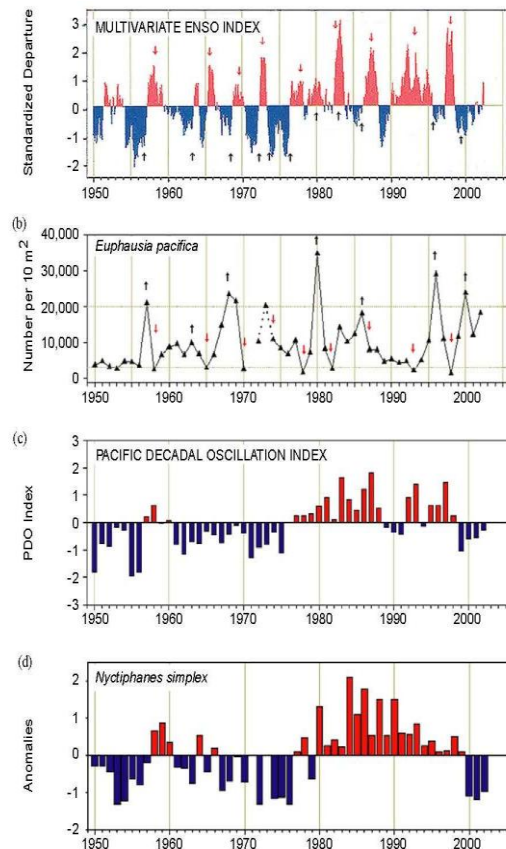 MULTIVARIATE ENSO INDEX
Standardized Departure
3
2
1
0
-1
-2
1950 1960 1970 1980 1990 2000
(b)
Euphausia pacifica
Number per 10 m²
40,000
30,000
20,000
10,000
0
1950 1960 1970 1980 1990 2000
(c)
PACIFIC DECADAL OSCILLATION INDEX
PDO Index
3
2
1
0
-1
-2
-3
1950 1960 1970 1980 1990 2000
(d)
Nyctiphanes simplex
Anomalies
2
1
0
-1
-2
1950 1960 1970 1980 1990 2000